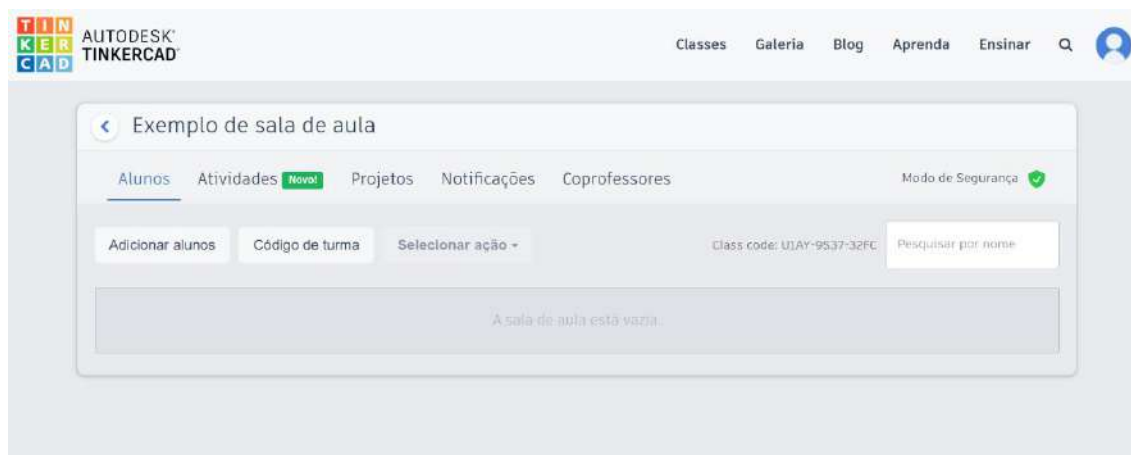 TIN
KER
CAD
AUTODESK
TINKERCAD
Classes Galeria Blog Aprenda Ensinar
Exemplo de sala de aula
Alunos Atividades Novo! Projetos Notificações Coprofessores Modo de Segurança
Adicionar alunos Código de turma Selecionar ação Class code: U1AY-9537-32FC Pesquisar por nome
A sala de aula está vazia.